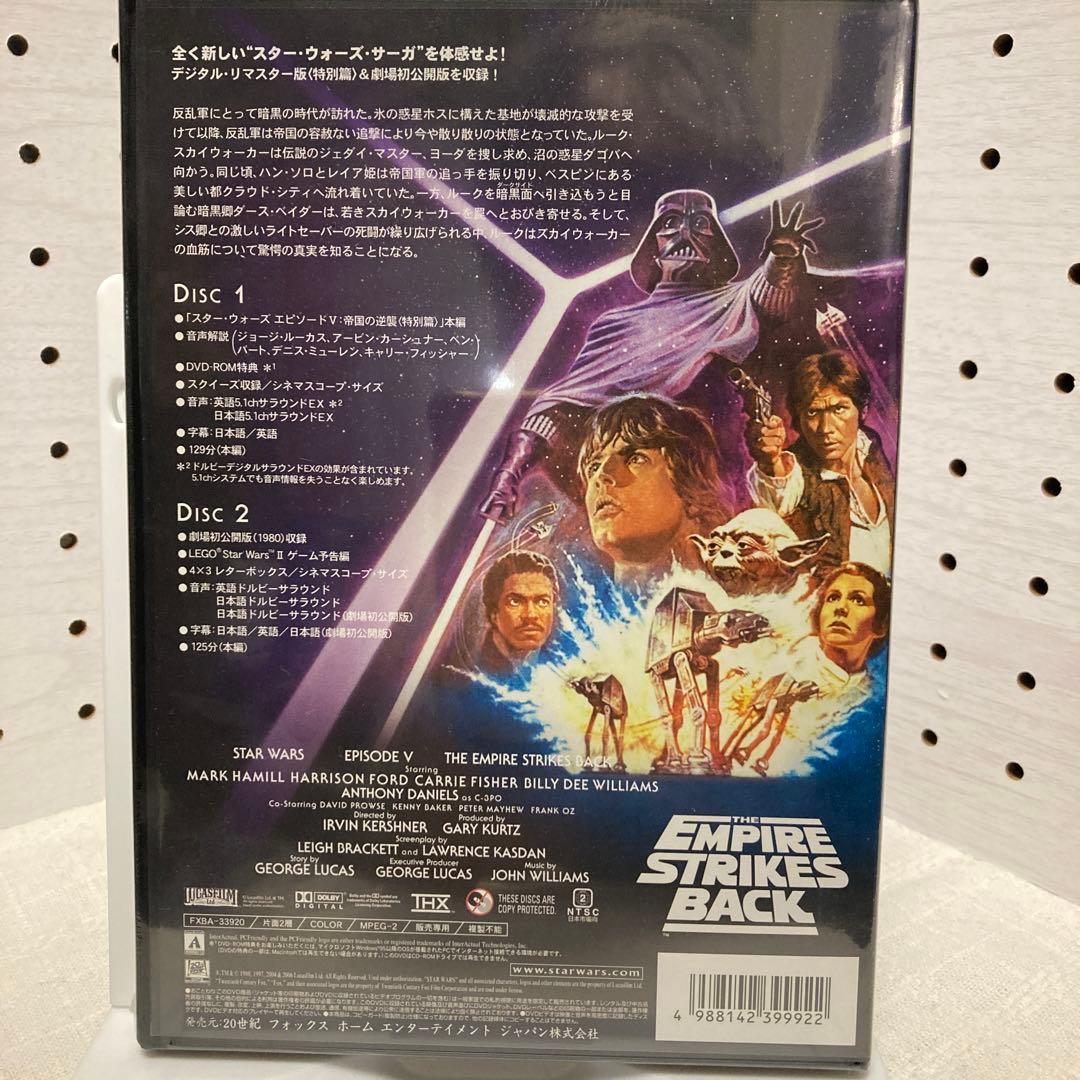 全く新しい“スター・ウォーズ・サーガ”を体感せよ!
デジタル・リマスター版〈特別篇〉&劇場初公開版を収録!
反乱軍にとって暗黒の時代が訪れた。氷の惑星ホスに構えた基地が壊滅的な攻撃を受
けて以降、反乱軍は帝国の容赦ない追撃により今や散り散りの状態となっていた。ルーク・
スカイウォーカーは伝説のジェダイ・マスター、ヨーダを捜し求め、沼の惑星ダゴバへ
向かう。同じ頃、ハン・ソロとレイア姫は帝国軍の追っ手を振り切り、ベスピンにある
美しい都クラウド・シティへ流れ着いていた。一方、ルークを暗黒面へ引き込もうと目
ダークサイド
論む暗黒卿ダース・ベイダーは、若きスカイウォーカーを罠へとおびき寄せる。そして、
シス卿との激しいライトセーバーの死闘が繰り広げられる中、ルークはスカイウォーカー
の血筋について驚愕の真実を知ることになる。
DISC 1
●「スター・ウォーズ エピソードV:帝国の逆襲〈特別篇〉」本編
●音声解説(ジョージ・ルーカス、アービン・カーシュナー、ベン・
バート、デニス・ミューレン、キャリー・フィッシャー)
●DVD-ROM特典 *1
●スクイーズ収録/シネマスコープ・サイズ
●音声:英語5.1chサラウンドEX *2
日本語5.1chサラウンドEX
●字幕:日本語/英語
●129分(本編)
*2 ドルビーデジタルサラウンドEXの効果が含まれています。
5.1chシステムでも音声情報を失うことなく楽しめます。
DISC 2
●劇場初公開版(1980)収録
●LEGO® Star Wars™ II ゲーム予告編
●4×3 レターボックス/シネマスコープ・サイズ
●音声:英語ドルビーサラウンド
日本語ドルビーサラウンド
日本語ドルビーサラウンド(劇場初公開版)
●字幕:日本語/英語/日本語(劇場初公開版)
●125分(本編)
STAR WARS EPISODE V THE EMPIRE STRIKES BACK
Starring
MARK HAMILL HARRISON FORD CARRIE FISHER BILLY DEE WILLIAMS
ANTHONY DANIELS as C-3PO
Co-Starring DAVID PROWSE KENNY BAKER PETER MAYHEW FRANK OZ
Directed by Produced by
IRVIN KERSHNER GARY KURTZ
Screenplay by
LEIGH BRACKETT and LAWRENCE KASDAN
Story by Executive Producer Music by
GEORGE LUCAS GEORGE LUCAS JOHN WILLIAMS
THE
EMPIRE
STRIKES
BACK
™
LUCASFILM Ltd.
DOLBY
DIGITAL
THX
THESE DISCS ARE
COPY PROTECTED.
2
NTSC
日本市場向
FXBA-33920 / 片面2層 / COLOR / MPEG-2 / 販売専用 / 複製不能
InterActual, and PCFriendly logo are either trademarks or registered trademarks of InterActual Technologies, Inc.
www.starwars.com
発売元:20世紀 フォックス ホーム エンターテイメント ジャパン株式会社
4 988142 399922